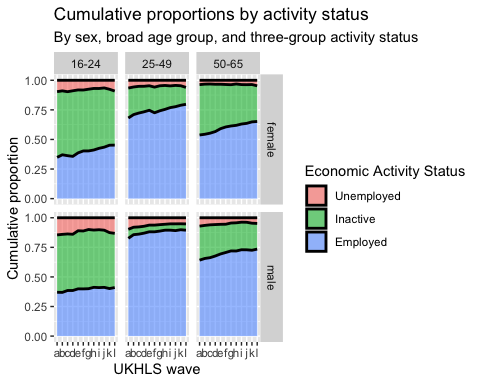 Cumulative proportions by activity status
By sex, broad age group, and three-group activity status
16-24 25-49 50-65
1.00
0.75
0.50
0.25
0.00
female
1.00
0.75
0.50
0.25
0.00
male
Cumulative proportion
abcdefghijkl abcdefghijkl abcdefghijkl
UKHLS wave
Economic Activity Status
Unemployed
Inactive
Employed